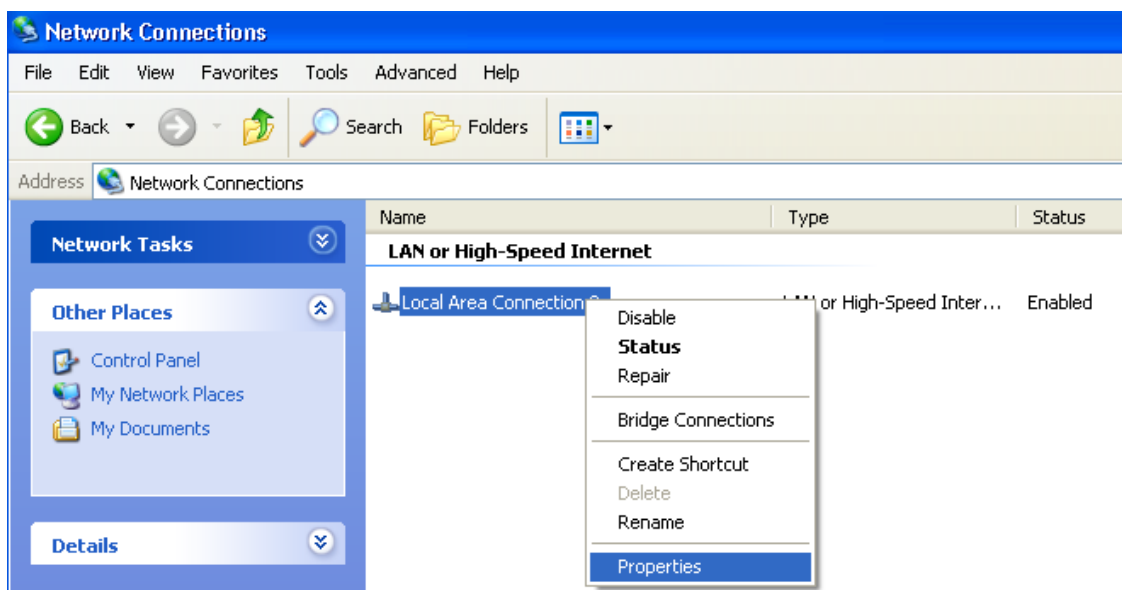 Network Connections
File Edit View Favorites Tools Advanced Help
Back Search Folders
Address Network Connections
Name Type Status
Network Tasks
LAN or High-Speed Internet
Other Places
Local Area Connection or High-Speed Inter... Enabled
Control Panel
My Network Places
My Documents
Details
Disable
Status
Repair
Bridge Connections
Create Shortcut
Delete
Rename
Properties